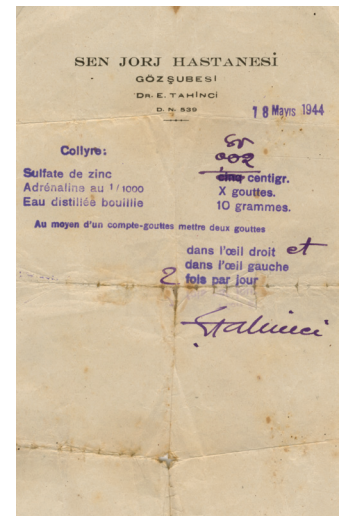 SEN JORJ HASTANESİ
GÖZ ŞUBESİ
DR. E. TAHİNCİ
D. N. 539
18 Mayıs 1944
Collyre:
Sulfate de zinc 002 cinq centigr.
Adrénaline au 1/1000 X gouttes.
Eau distillée bouillie 10 grammes.
Au moyen d'un compte-gouttes mettre deux gouttes
dans l'œil droit et
dans l'œil gauche
2 fois par jour
Tahinci